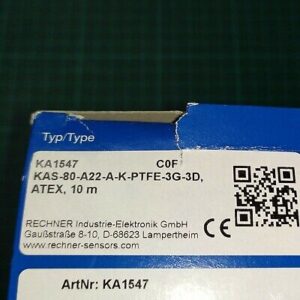 Typ/Type
KA1547 C0F
KAS-80-A22-A-K-PTFE-3G-3D,
ATEX, 10 m
RECHNER Industrie-Elektronik GmbH
Gaußstraße 8-10, D-68623 Lampertheim
www.rechner-sensors.com
ArtNr: KA1547